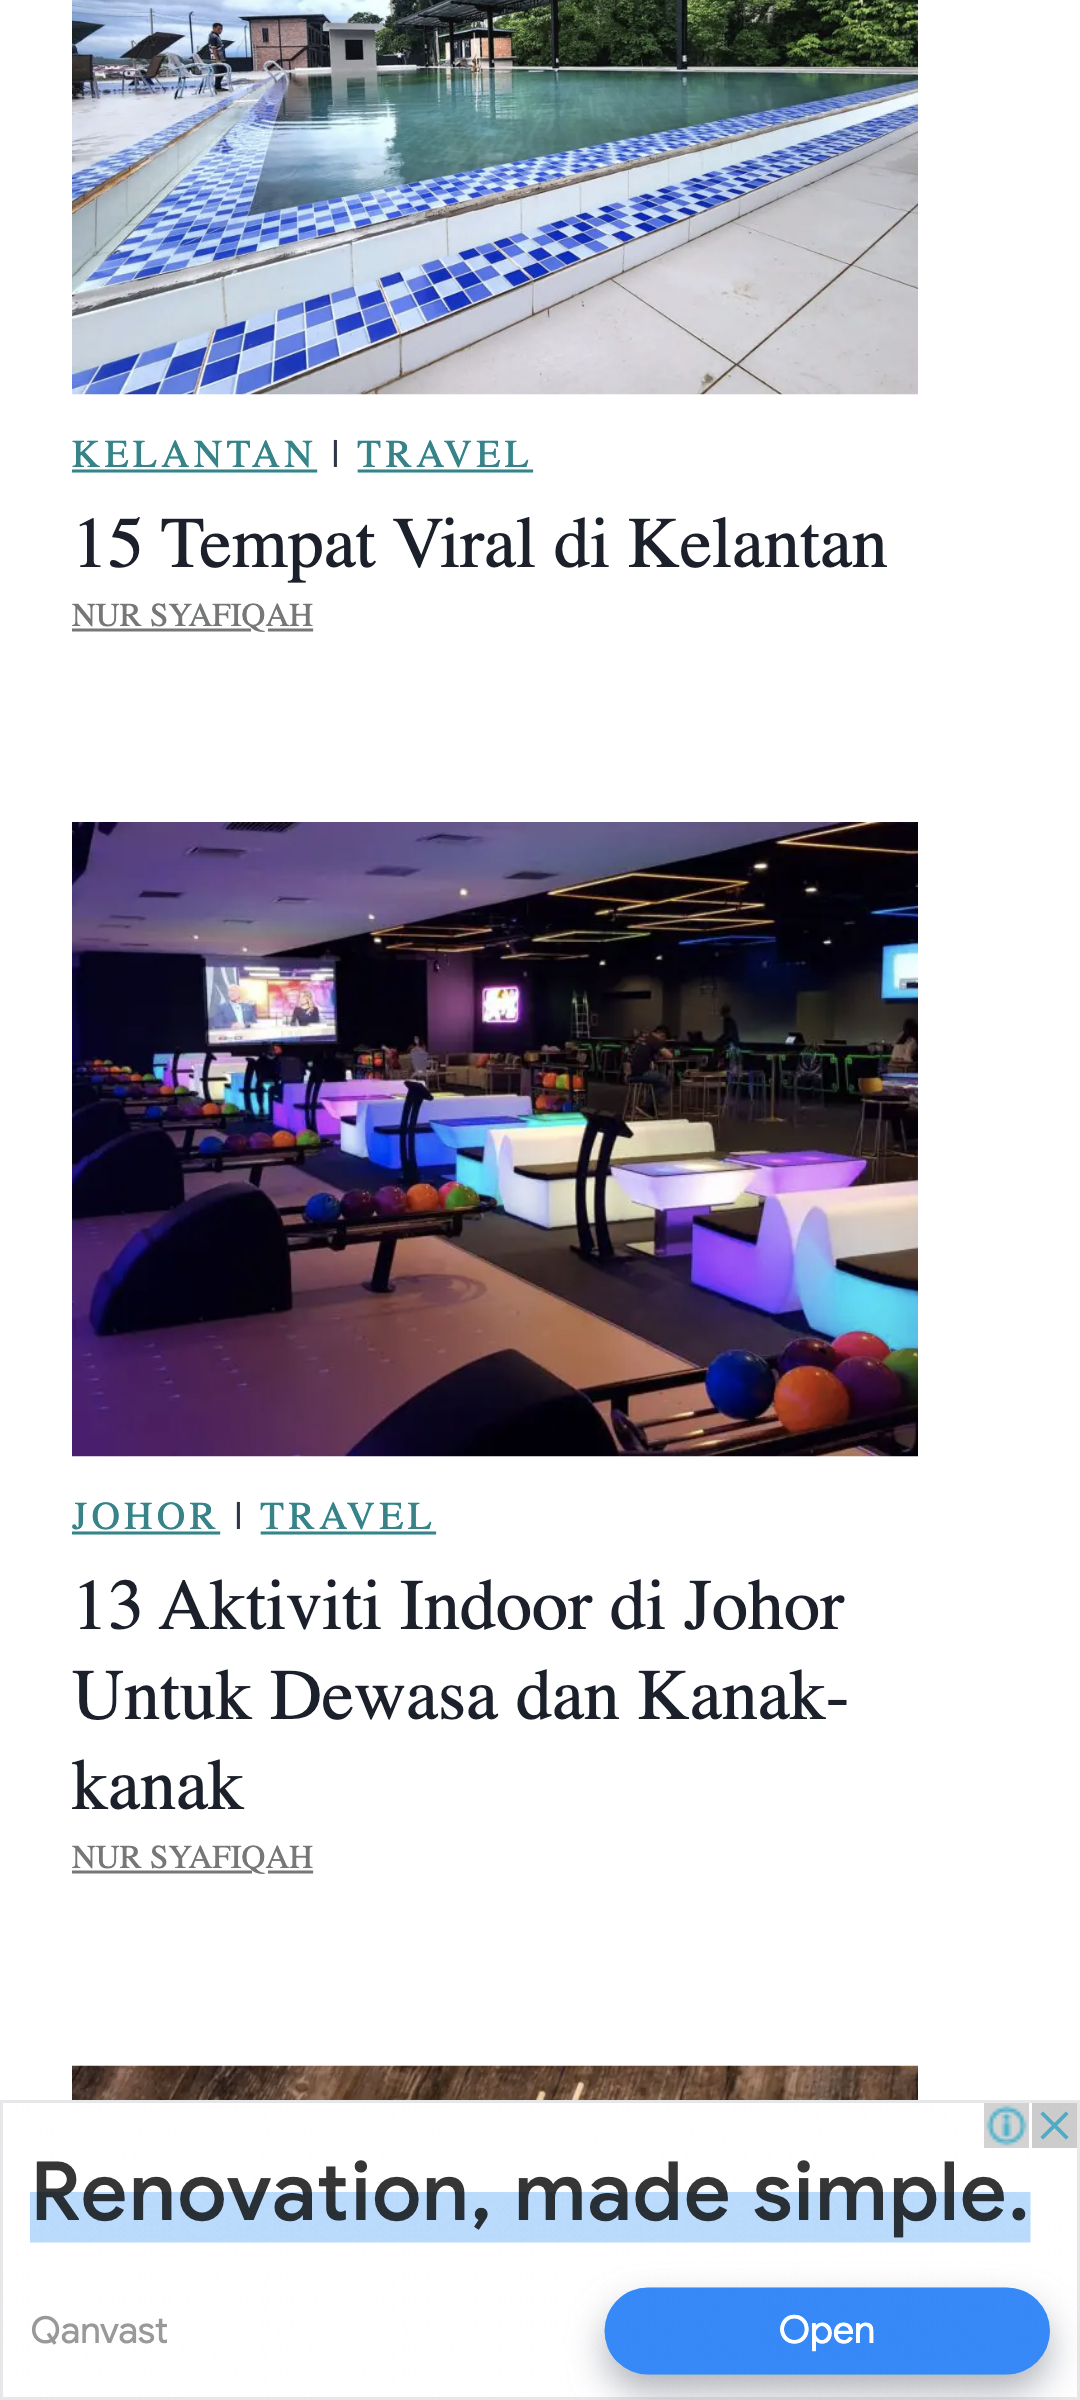 KELANTAN | TRAVEL
15 Tempat Viral di Kelantan
NUR SYAFIQAH
JOHOR | TRAVEL
13 Aktiviti Indoor di Johor
Untuk Dewasa dan Kanak-
kanak
NUR SYAFIQAH
Renovation, made simple.
Qanvast
Open